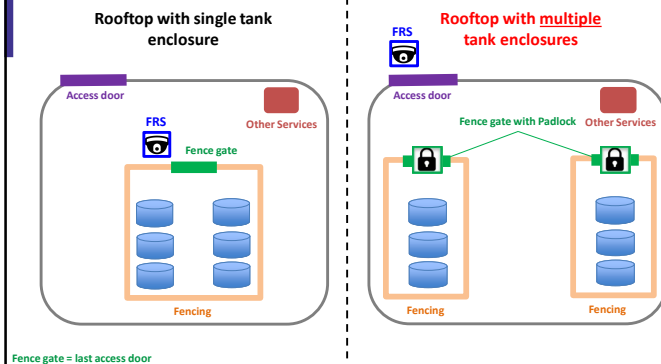 Rooftop with single tank
enclosure
Access door
FRS
Other Services
Fence gate
Fencing
Fence gate = last access door
Rooftop with multiple
tank enclosures
FRS
Access door
Other Services
Fence gate with Padlock
Fencing
Fencing